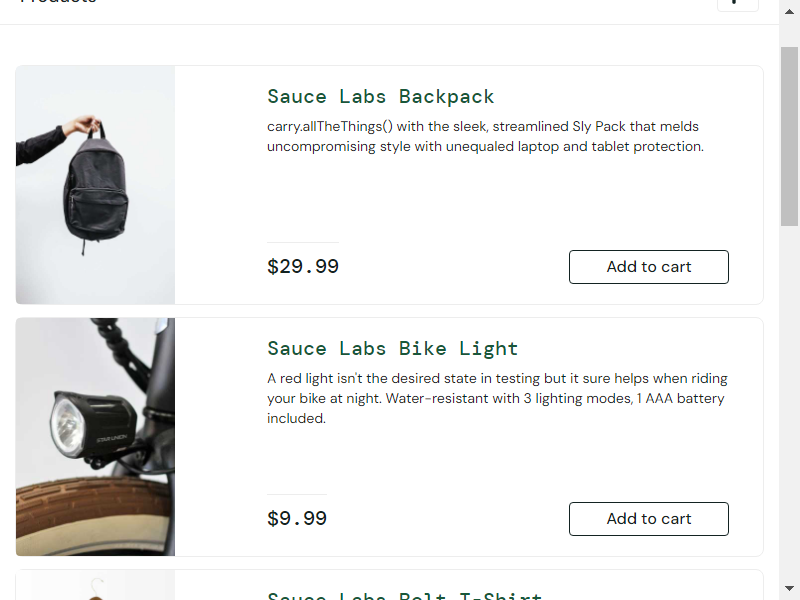 Products
Sauce Labs Backpack
carry.allTheThings() with the sleek, streamlined Sly Pack that melds
uncompromising style with unequaled laptop and tablet protection.
$29.99
Add to cart
Sauce Labs Bike Light
A red light isn't the desired state in testing but it sure helps when riding
your bike at night. Water-resistant with 3 lighting modes, 1 AAA battery
included.
$9.99
Add to cart
Sauce Labs Bolt T-Shirt